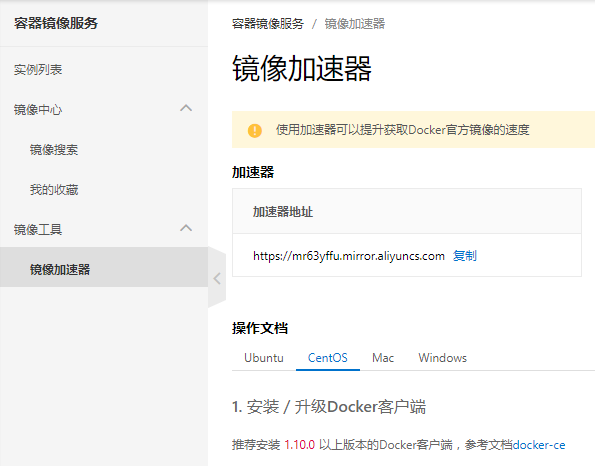 容器镜像服务
实例列表
镜像中心
镜像搜索
我的收藏
镜像工具
镜像加速器
容器镜像服务 / 镜像加速器
镜像加速器
使用加速器可以提升获取Docker官方镜像的速度
加速器
加速器地址
https://mr63yffu.mirror.aliyuncs.com 复制
操作文档
Ubuntu CentOS Mac Windows
1. 安装 / 升级Docker客户端
推荐安装 1.10.0 以上版本的Docker客户端，参考文档docker-ce